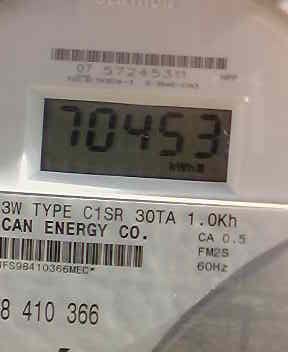 07 57245311
70453
kWh
3W TYPE C1SR 30TA 1.0Kh
CAN ENERGY CO.
CA 0.5
FM2S
60Hz
FS98410366MEC*
8 410 366